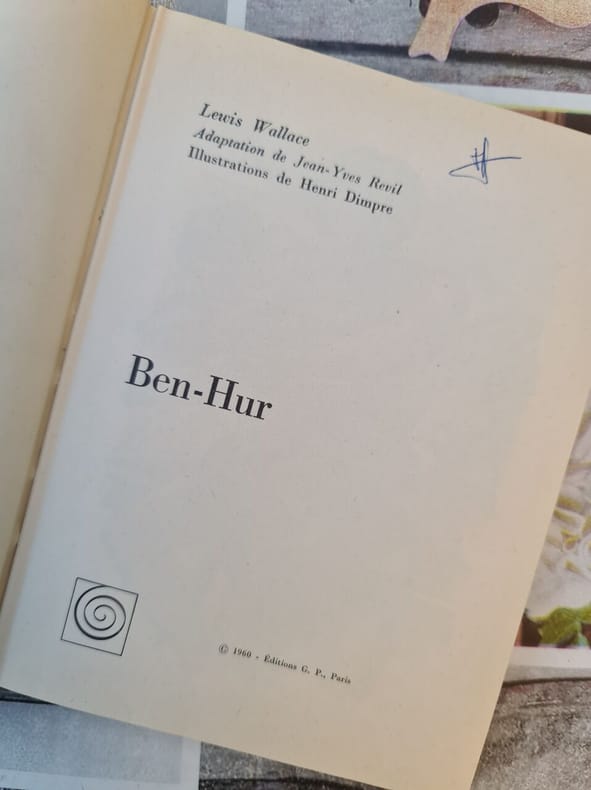 Lewis Wallace
Adaptation de Jean-Yves Revil
Illustrations de Henri Dimpre
Ben-Hur
© 1960 - Éditions G. P., Paris